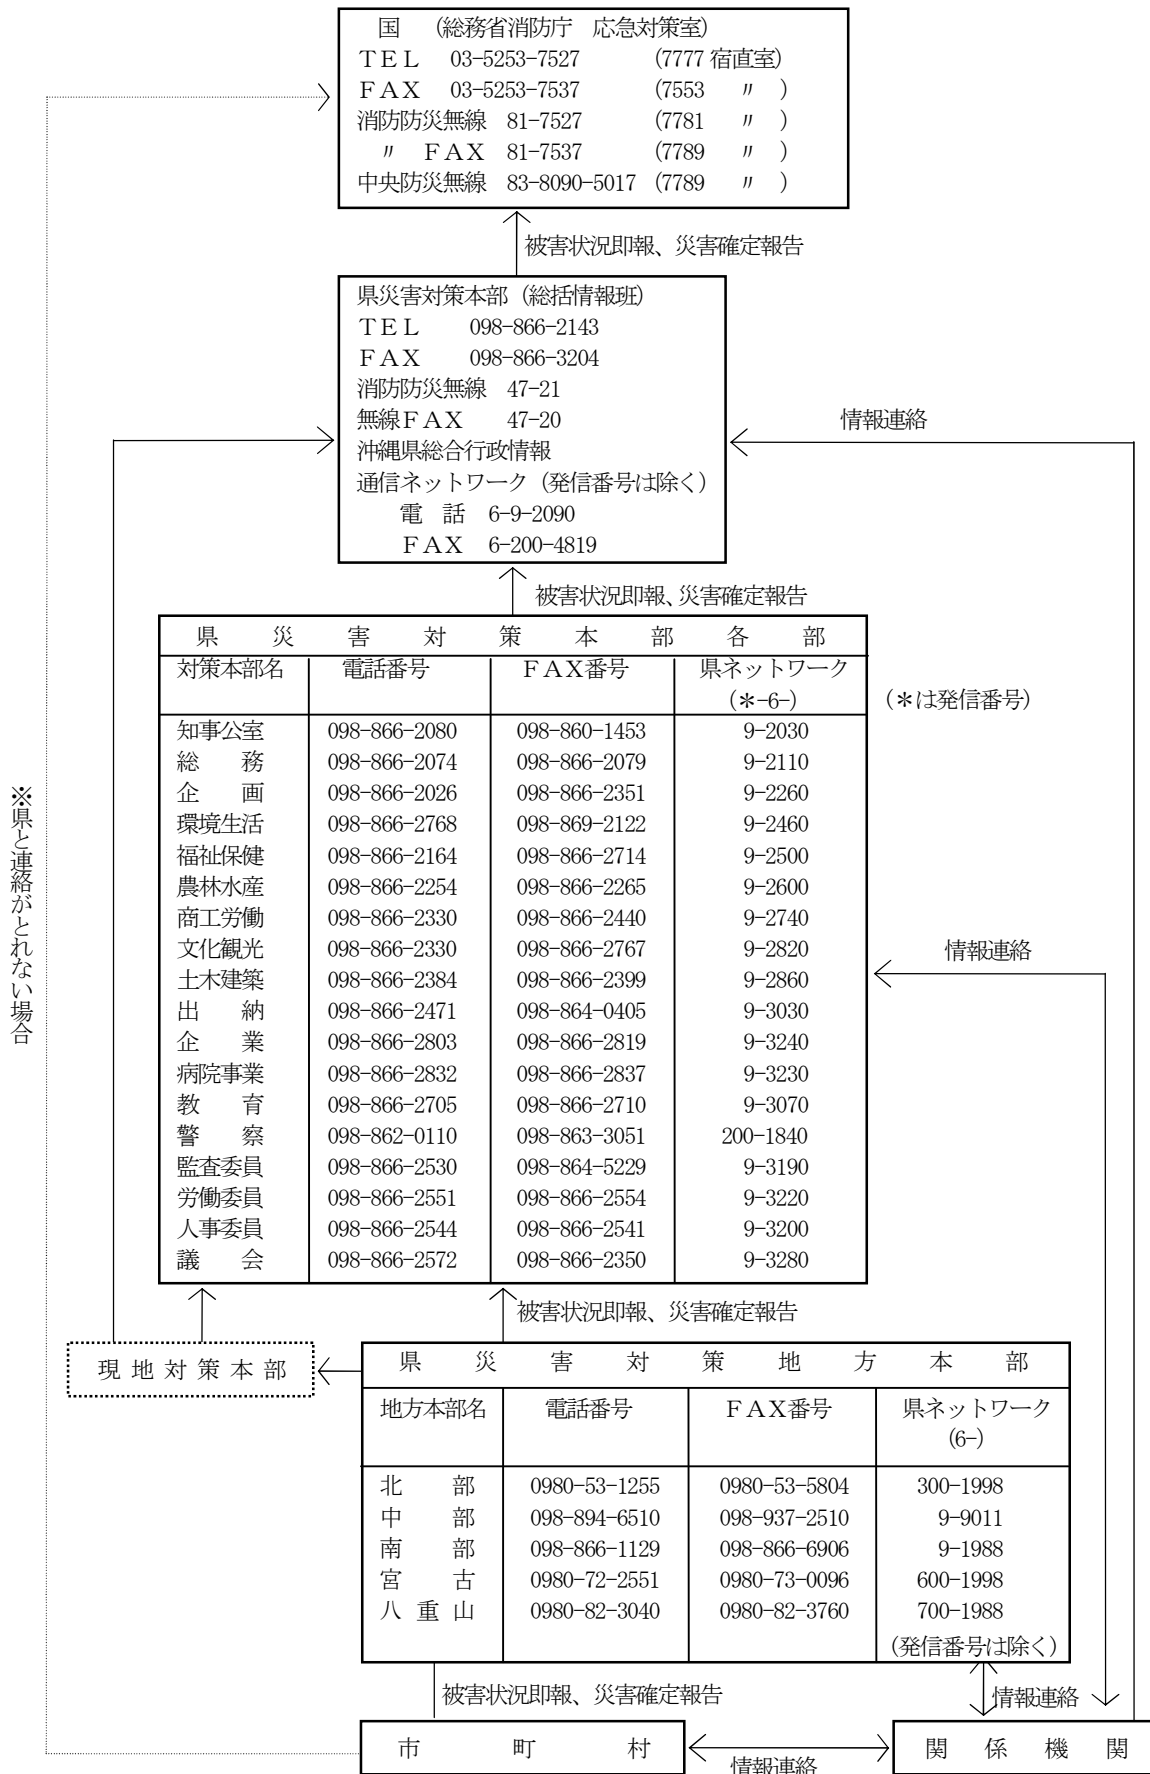 国　(総務省消防庁　応急対策室)
ＴＥＬ　03-5253-7527　(7777 宿直室)
ＦＡＸ　03-5253-7537　(7553　〃　)
消防防災無線　81-7527　(7781　〃　)
〃　ＦＡＸ　81-7537　(7789　〃　)
中央防災無線　83-8090-5017　(7789　〃　)
被害状況即報、災害確定報告
県災害対策本部（総括情報班）
ＴＥＬ　098-866-2143
ＦＡＸ　098-866-3204
消防防災無線　47-21
無線ＦＡＸ　47-20
沖縄県総合行政情報
通信ネットワーク（発信番号は除く）
電　話　6-9-2090
ＦＡＸ　6-200-4819
情報連絡
被害状況即報、災害確定報告
県　災　害　対　策　本　部　各　部
対策本部名　電話番号　ＦＡＸ番号　県ネットワーク
(＊-6-)
(＊は発信番号)
知事公室　098-866-2080　098-860-1453　9-2030
総　務　098-866-2074　098-866-2079　9-2110
企　画　098-866-2026　098-866-2351　9-2260
環境生活　098-866-2768　098-869-2122　9-2460
福祉保健　098-866-2164　098-866-2714　9-2500
農林水産　098-866-2254　098-866-2265　9-2600
商工労働　098-866-2330　098-866-2440　9-2740
文化観光　098-866-2330　098-866-2767　9-2820
土木建築　098-866-2384　098-866-2399　9-2860
出　納　098-866-2471　098-864-0405　9-3030
企　業　098-866-2803　098-866-2819　9-3240
病院事業　098-866-2832　098-866-2837　9-3230
教　育　098-866-2705　098-866-2710　9-3070
警　察　098-862-0110　098-863-3051　200-1840
監査委員　098-866-2530　098-864-5229　9-3190
労働委員　098-866-2551　098-866-2554　9-3220
人事委員　098-866-2544　098-866-2541　9-3200
議　会　098-866-2572　098-866-2350　9-3280
情報連絡
※県と連絡がとれない場合
被害状況即報、災害確定報告
現地対策本部
県　災　害　対　策　地　方　本　部
地方本部名　電話番号　ＦＡＸ番号　県ネットワーク
(6-)
北　部　0980-53-1255　0980-53-5804　300-1998
中　部　098-894-6510　098-937-2510　9-9011
南　部　098-866-1129　098-866-6906　9-1988
宮　古　0980-72-2551　0980-73-0096　600-1998
八　重　山　0980-82-3040　0980-82-3760　700-1988
(発信番号は除く)
被害状況即報、災害確定報告
情報連絡
市　町　村
情報連絡
関　係　機　関